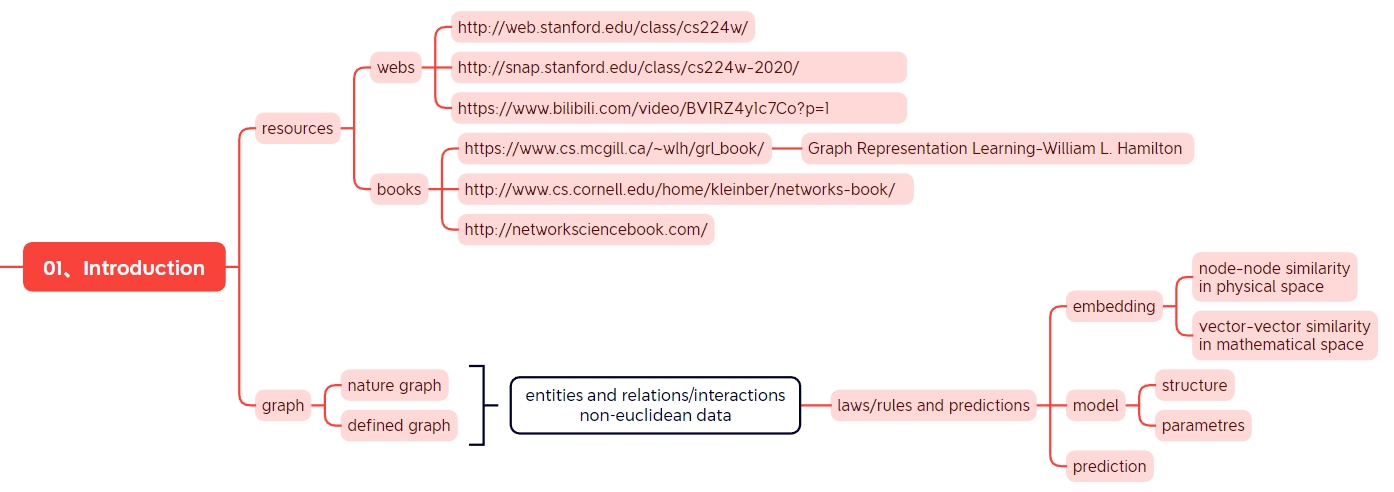 01、Introduction
resources
webs
http://web.stanford.edu/class/cs224w/
http://snap.stanford.edu/class/cs224w-2020/
https://www.bilibili.com/video/BV1RZ4y1c7Co?p=1
books
https://www.cs.mcgill.ca/~wlh/grl_book/
Graph Representation Learning-William L. Hamilton
http://www.cs.cornell.edu/home/kleinber/networks-book/
http://networksciencebook.com/
graph
nature graph
defined graph
entities and relations/interactions
non-euclidean data
laws/rules and predictions
embedding
node-node similarity
in physical space
vector-vector similarity
in mathematical space
model
structure
parametres
prediction